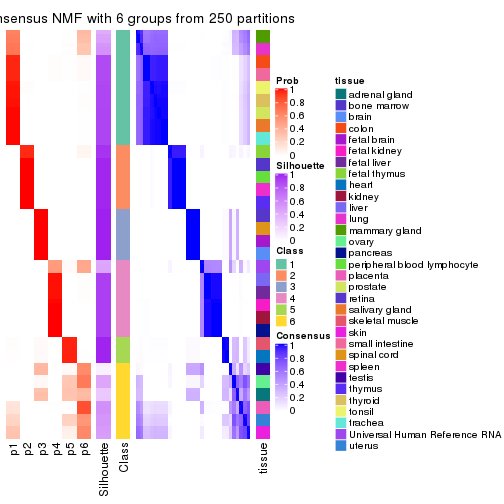 nsensus NMF with 6 groups from 250 partitions
p1
p2
p3
p4
p5
p6
Silhouette
Class
tissue
Prob
1
0.8
0.6
0.4
0.2
0
Silhouette
1
0.8
0.6
0.4
0.2
0
Class
1
2
3
4
5
6
Consensus
1
0.8
0.6
0.4
0.2
0
tissue
adrenal gland
bone marrow
brain
colon
fetal brain
fetal kidney
fetal liver
fetal thymus
heart
kidney
liver
lung
mammary gland
ovary
pancreas
peripheral blood lymphocyte
placenta
prostate
retina
salivary gland
skeletal muscle
skin
small intestine
spinal cord
spleen
testis
thymus
thyroid
tonsil
trachea
Universal Human Reference RNA
uterus